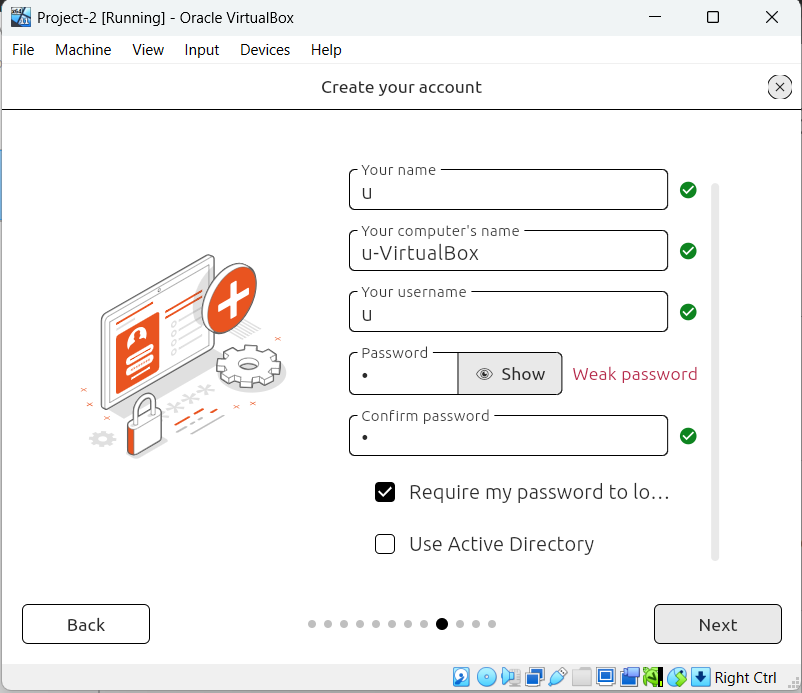 Project-2 [Running] - Oracle VirtualBox
File Machine View Input Devices Help
Create your account
Your name
u
Your computer's name
u-VirtualBox
Your username
u
Password
• Show Weak password
Confirm password
•
Require my password to lo...
Use Active Directory
Back Next
Right Ctrl